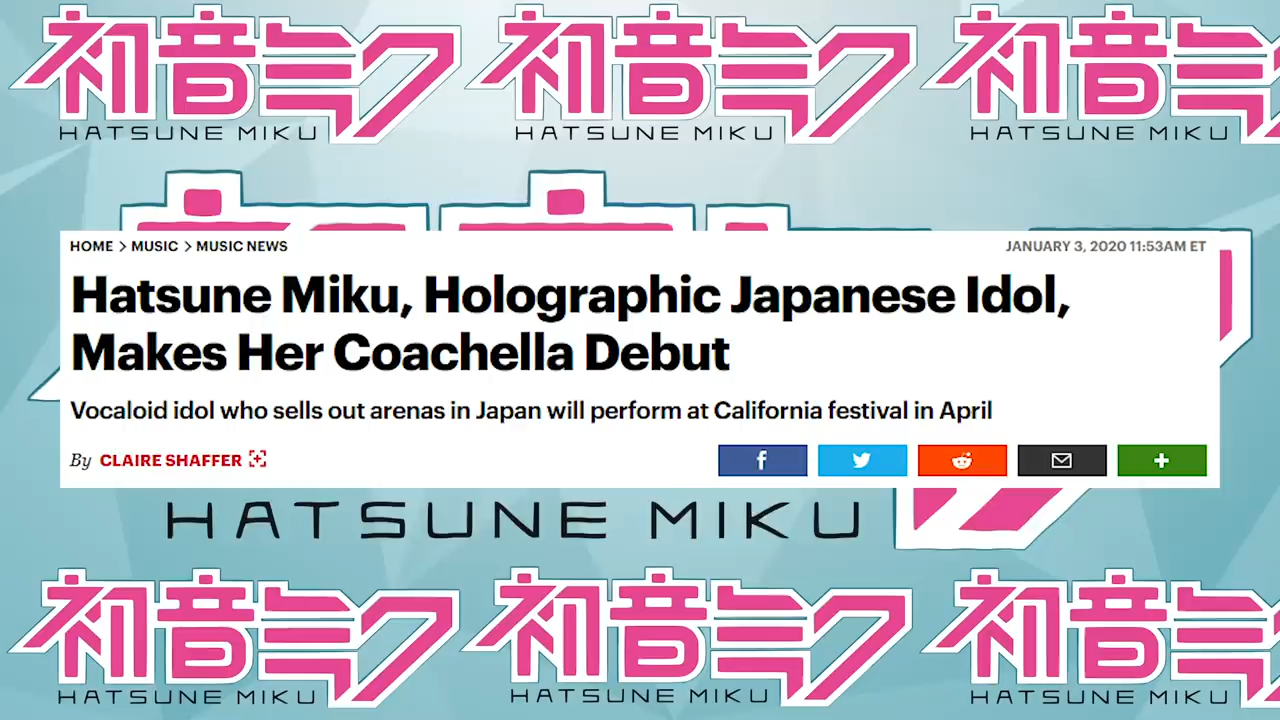 初音ミク 初音ミク 初音ミク
HATSUNE MIKU HATSUNE MIKU HATSUNE MIKU
HOME > MUSIC > MUSIC NEWS JANUARY 3, 2020 11:53AM ET
Hatsune Miku, Holographic Japanese Idol,
Makes Her Coachella Debut
Vocaloid idol who sells out arenas in Japan will perform at California festival in April
By CLAIRE SHAFFER
HATSUNE MIKU
初音ミク 初音ミク 初音ミク
HATSUNE MIKU HATSUNE MIKU HATSUNE MIKU